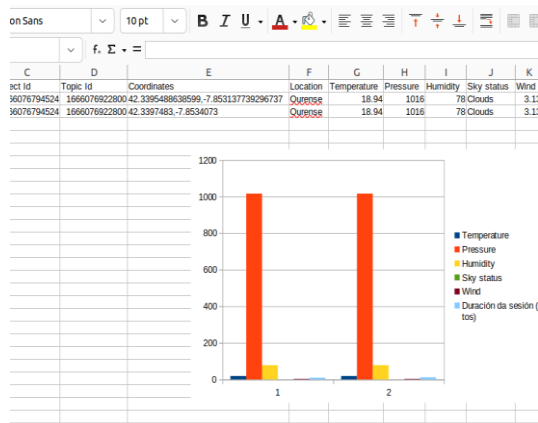 on Sans 10 pt B I U A
f. Σ =
C D E F G H I J K
ect Id Topic Id Coordinates Location Temperature Pressure Humidity Sky status Wind
66076794524 1666076922800 42.3395488638599,-7.853137739296737 Ourense 18.94 1016 78 Clouds 3.13
66076794524 1666076922800 42.3397483,-7.8534073 Ourense 18.94 1016 78 Clouds 3.13
1200
1000
800
600
400
200
0
1 2
Temperature
Pressure
Humidity
Sky status
Wind
Duración da sesión (
tos)